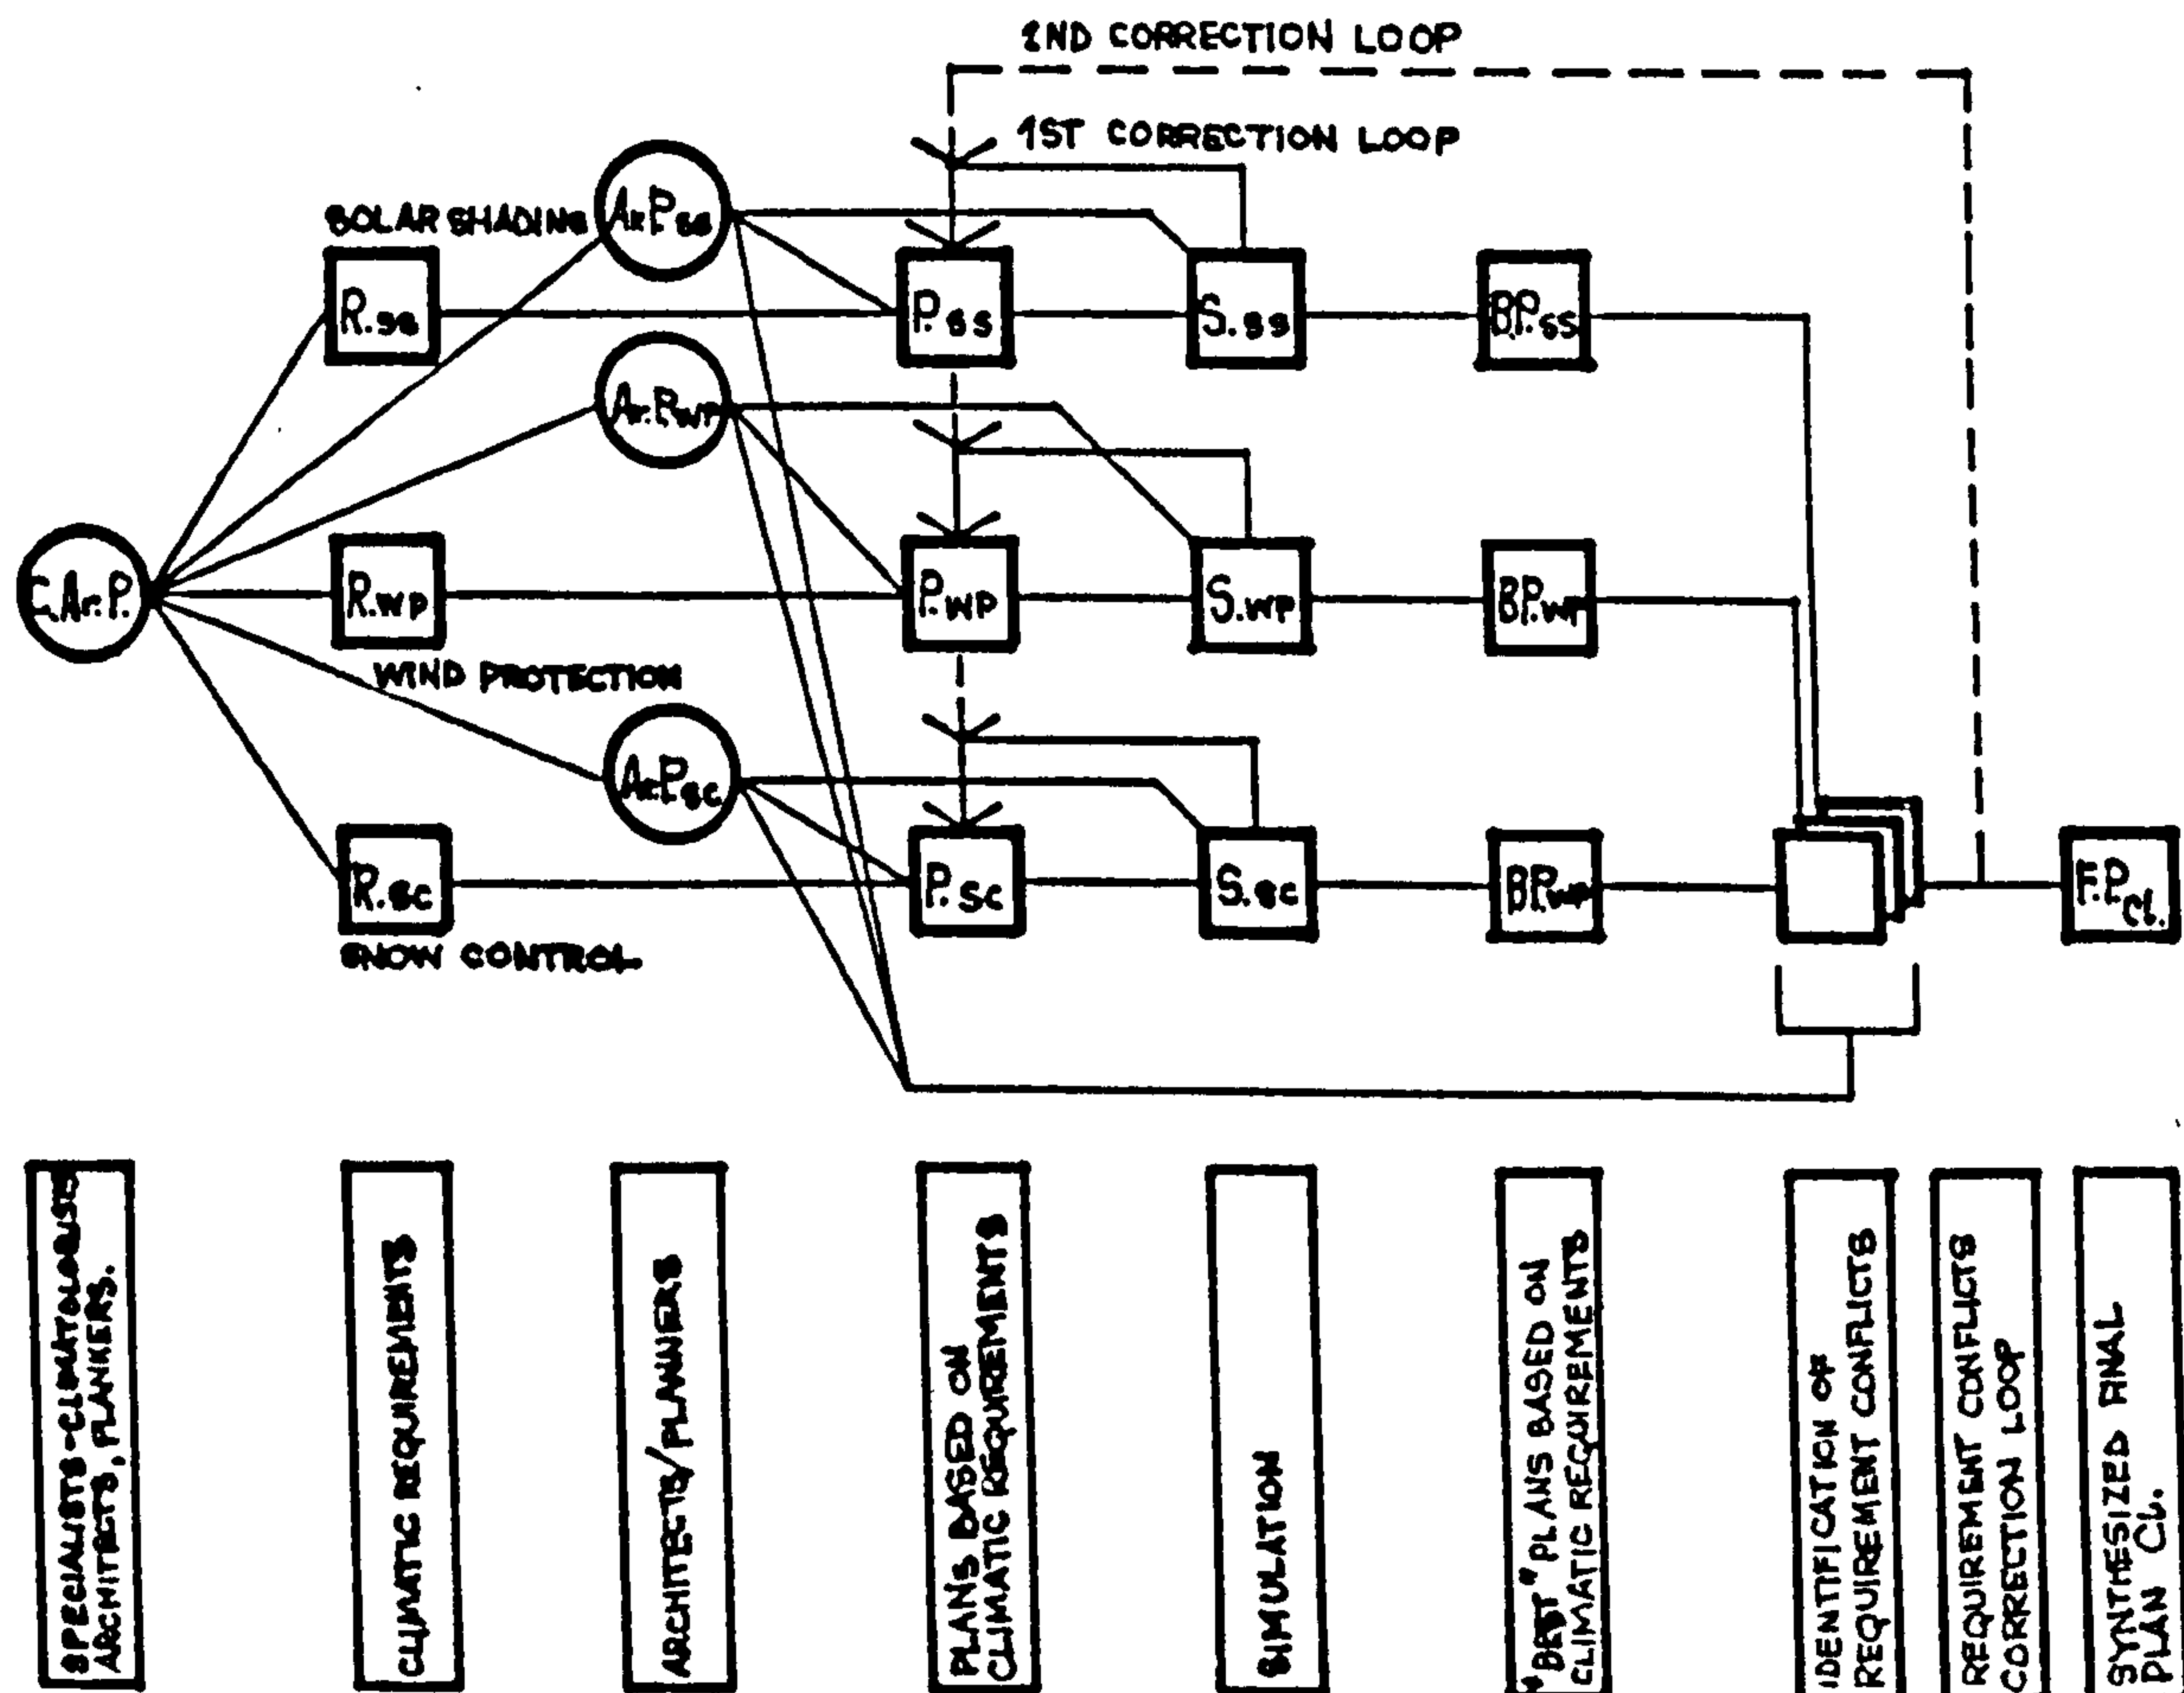 2ND CORRECTION LOOP
1ST CORRECTION LOOP
SOLAR SHADING
Ar.P.ss
R.ss
P.ss
S.ss
BP.ss
Ar.P.wp
C.Ar.P.
R.wp
P.wp
S.wp
BP.wp
WIND PROTECTION
Ar.P.sc
R.sc
P.sc
S.sc
BP.wp
F.P.cl.
SNOW CONTROL
SPECIALISTS-CLIMATOLOGISTS
ARCHITECTS, PLANNERS.
CLIMATIC REQUIREMENTS
ARCHITECTS/PLANNERS
PLANS BASED ON
CLIMATIC REQUIREMENTS
SIMULATION
"BEST" PLANS BASED ON
CLIMATIC REQUIREMENTS
IDENTIFICATION OF
REQUIREMENT CONFLICTS
REQUIREMENT CONFLICTS
CORRECTION LOOP
SYNTHESIZED FINAL
PLAN CL.